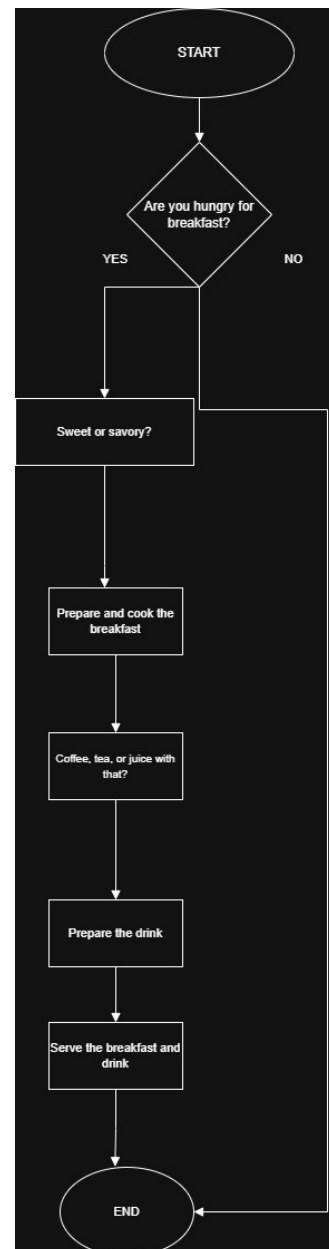 START
Are you hungry for
breakfast?
YES
NO
Sweet or savory?
Prepare and cook the
breakfast
Coffee, tea, or juice with
that?
Prepare the drink
Serve the breakfast and
drink
END